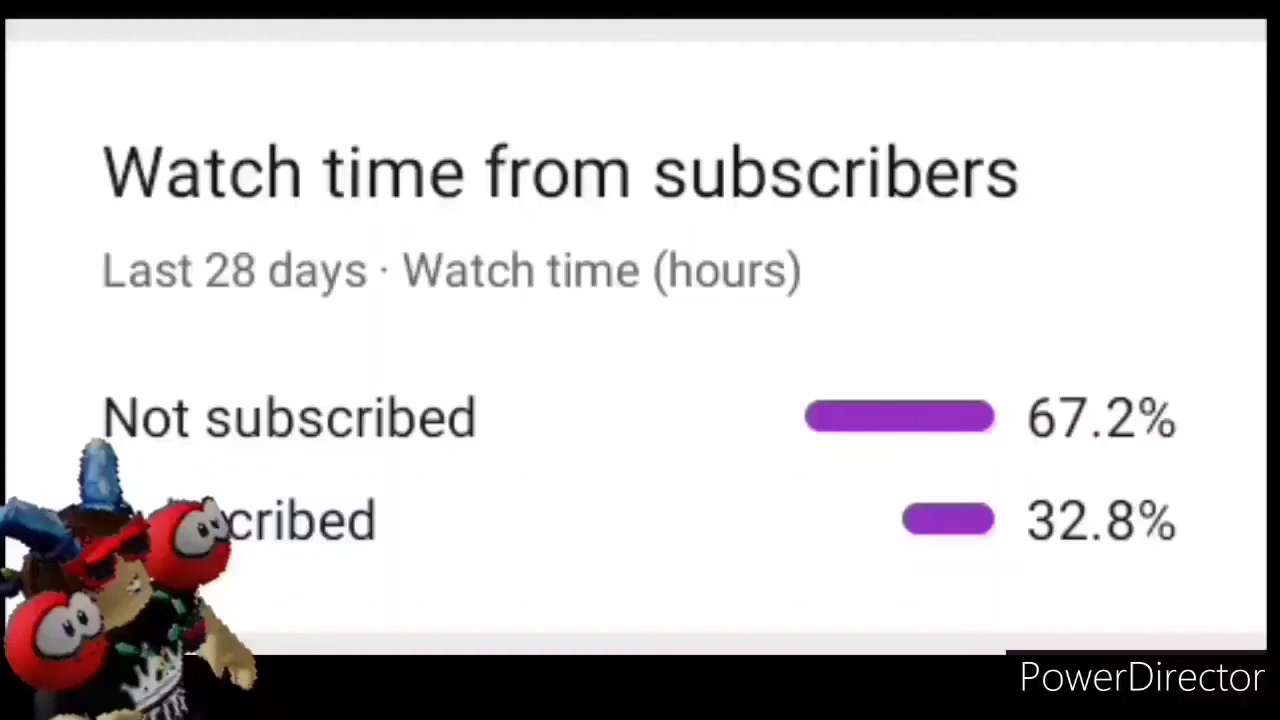 Watch time from subscribers
Last 28 days · Watch time (hours)
Not subscribed 67.2%
cribed 32.8%
PowerDirector